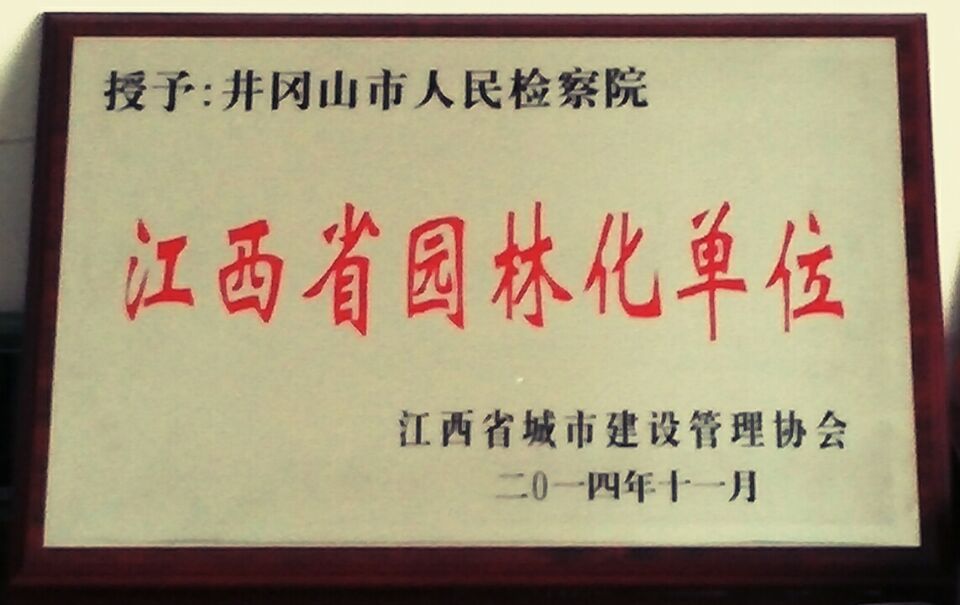 授予:井冈山市人民检察院
江西省园林化单位
江西省城市建设管理协会
二0一四年十一月